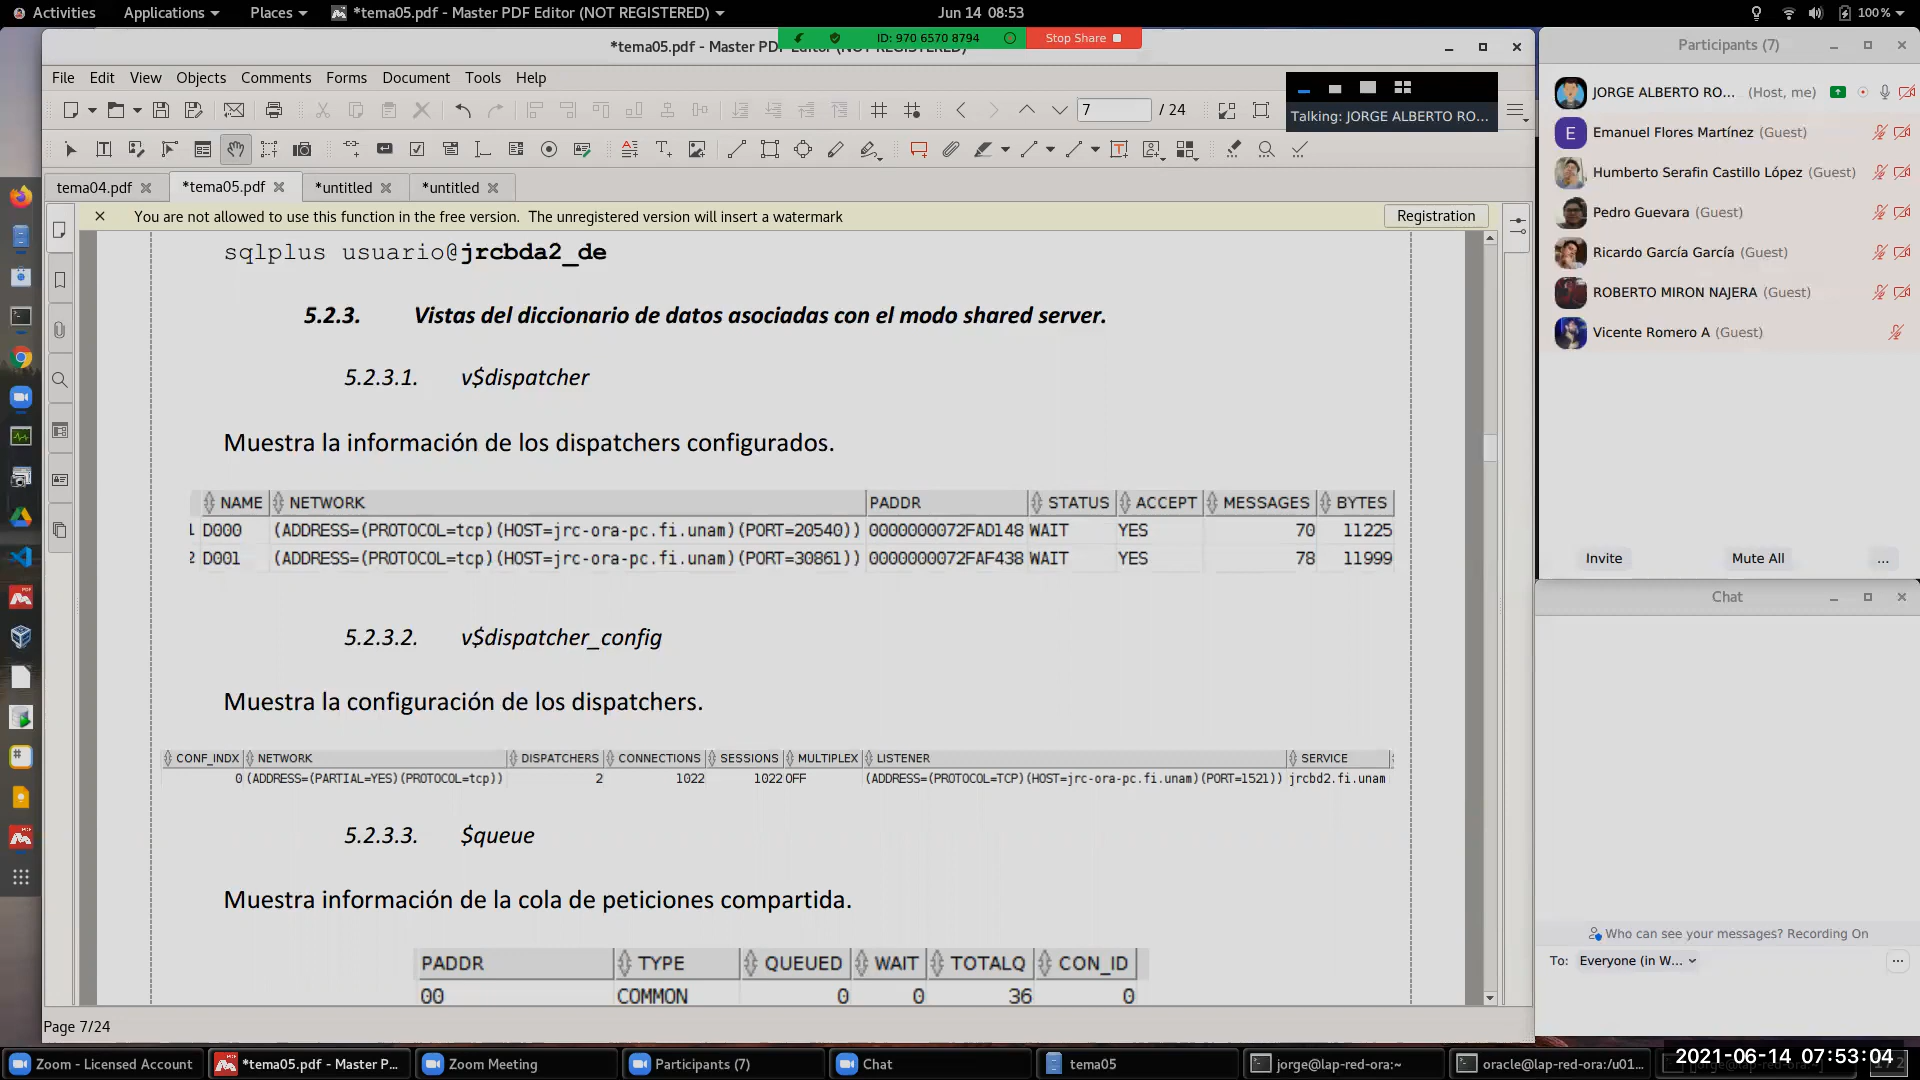 Activities
Applications
Places
*tema05.pdf - Master PDF Editor (NOT REGISTERED)
Jun 14 08:53
100%
*tema05.pdf - Master PDF Editor (NOT REGISTERED)
ID: 970 6570 8794
Stop Share
File Edit View Objects Comments Forms Document Tools Help
7 / 24
Talking: JORGE ALBERTO RO...
tema04.pdf
*tema05.pdf
*untitled
*untitled
You are not allowed to use this function in the free version. The unregistered version will insert a watermark
Registration
sqlplus usuario@jrcbda2_de
5.2.3. Vistas del diccionario de datos asociadas con el modo shared server.
5.2.3.1. v$dispatcher
Muestra la información de los dispatchers configurados.
NAME NETWORK PADDR STATUS ACCEPT MESSAGES BYTES
1 D000 (ADDRESS=(PROTOCOL=tcp)(HOST=jrc-ora-pc.fi.unam)(PORT=20540)) 0000000072FAD148 WAIT YES 70 11225
2 D001 (ADDRESS=(PROTOCOL=tcp)(HOST=jrc-ora-pc.fi.unam)(PORT=30861)) 0000000072FAF438 WAIT YES 78 11999
5.2.3.2. v$dispatcher_config
Muestra la configuración de los dispatchers.
CONF_INDX NETWORK DISPATCHERS CONNECTIONS SESSIONS MULTIPLEX LISTENER SERVICE
0 (ADDRESS=(PARTIAL=YES)(PROTOCOL=tcp)) 2 1022 1022 OFF (ADDRESS=(PROTOCOL=TCP)(HOST=jrc-ora-pc.fi.unam)(PORT=1521)) jrcbd2.fi.unam
5.2.3.3. $queue
Muestra información de la cola de peticiones compartida.
PADDR TYPE QUEUED WAIT TOTALQ CON_ID
00 COMMON 0 0 36 0
Page 7/24
Participants (7)
JORGE ALBERTO RO... (Host, me)
E Emanuel Flores Martínez (Guest)
Humberto Serafin Castillo López (Guest)
Pedro Guevara (Guest)
Ricardo García García (Guest)
ROBERTO MIRON NAJERA (Guest)
Vicente Romero A (Guest)
Invite
Mute All
...
Chat
Who can see your messages? Recording On
To: Everyone (in W...
Zoom - Licensed Account
*tema05.pdf - Master P...
Zoom Meeting
Participants (7)
Chat
tema05
jorge@lap-red-ora:~
oracle@lap-red-ora:/u01...
2021-06-14 07:53:04